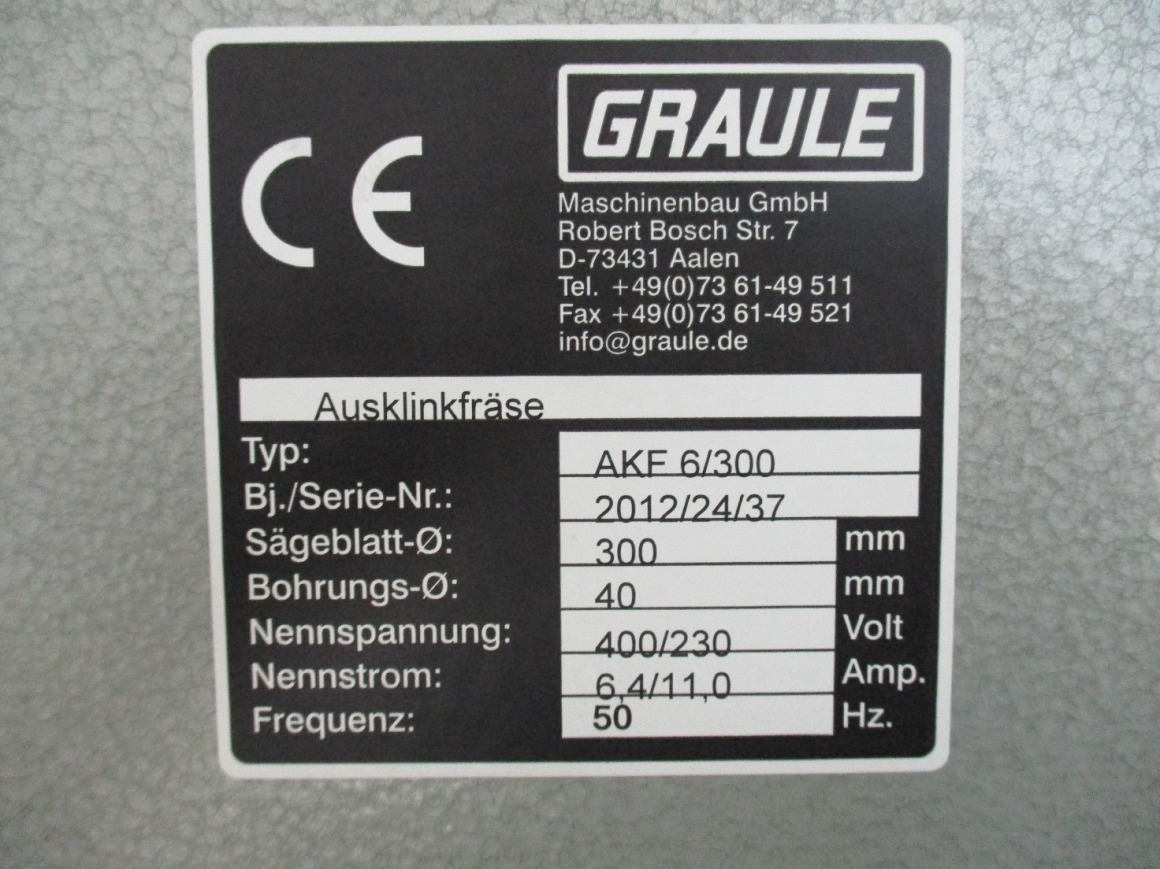 CE
GRAULE
Maschinenbau GmbH
Robert Bosch Str. 7
D-73431 Aalen
Tel. +49(0)73 61-49 511
Fax +49(0)73 61-49 521
info@graule.de
Ausklinkfräse
Typ: AKF 6/300
Bj./Serie-Nr.: 2012/24/37
Sägeblatt-Ø: 300 mm
Bohrungs-Ø: 40 mm
Nennspannung: 400/230 Volt
Nennstrom: 6,4/11,0 Amp.
Frequenz: 50 Hz.